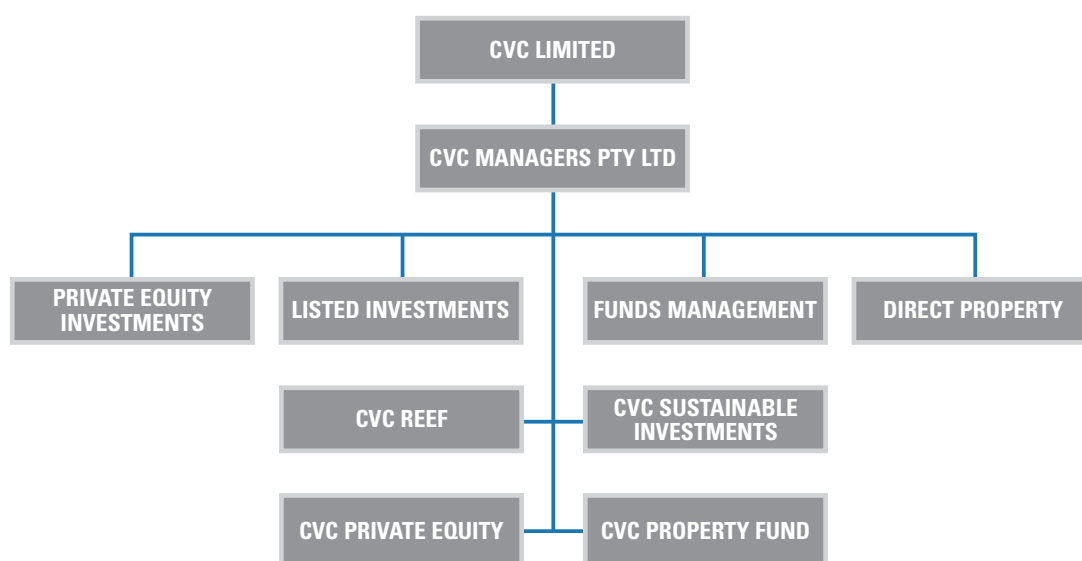 CVC LIMITED
CVC MANAGERS PTY LTD
PRIVATE EQUITY
INVESTMENTS
LISTED INVESTMENTS
FUNDS MANAGEMENT
DIRECT PROPERTY
CVC REEF
CVC SUSTAINABLE
INVESTMENTS
CVC PRIVATE EQUITY
CVC PROPERTY FUND